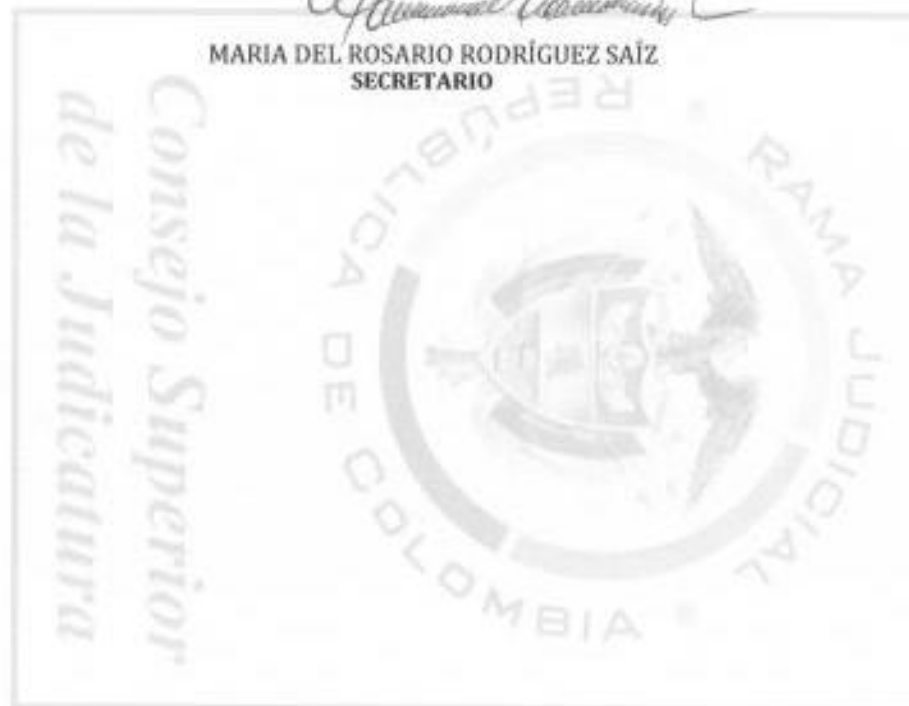 MARIA DEL ROSARIO RODRÍGUEZ SAÍZ
SECRETARIO
Consejo Superior
de la Judicatura
REPÚBLICA DE COLOMBIA
RAMA JUDICIAL